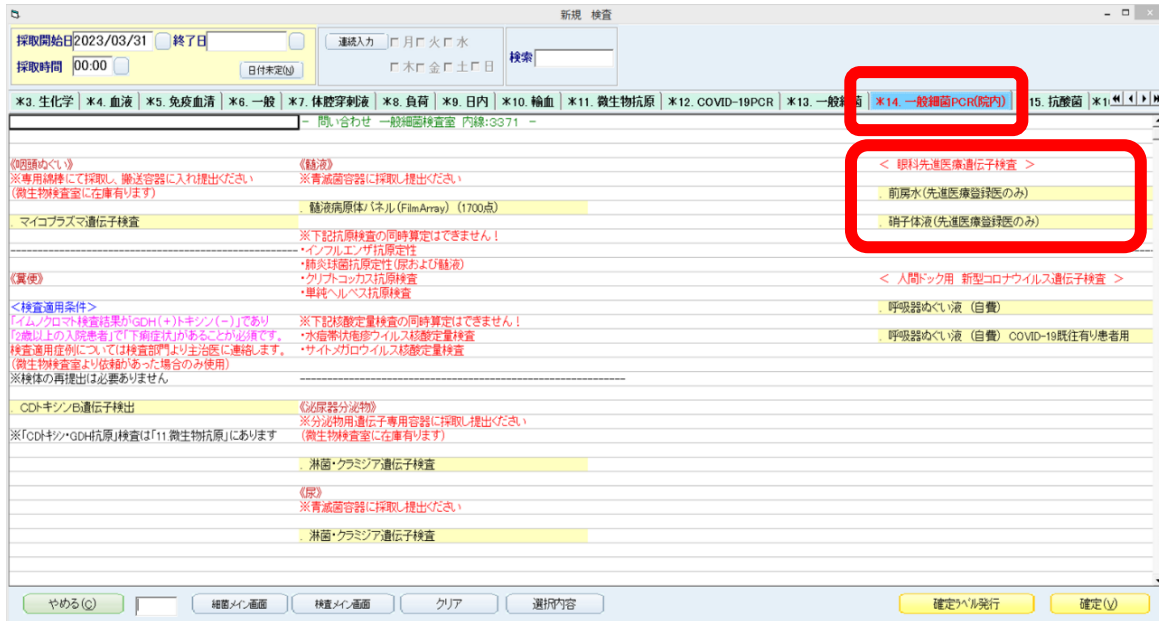 新規 検査
採取開始日2023/03/31 終了日
採取時間 00:00 日付未定(N)
連続入力 月 火 水
木 金 土 日
検索
*3. 生化学 *4. 血液 *5. 免疫血清 *6. 一般 *7. 体腔穿刺液 *8. 負荷 *9. 日内 *10. 輸血 *11. 微生物抗原 *12. COVID-19PCR *13. 一般細菌 *14. 一般細菌PCR(院内) 15. 抗酸菌
- 問い合わせ 一般細菌検査室 内線:3371 -
《咽頭ぬぐい》
※専用綿棒にて採取し、搬送容器に入れ提出ください
(微生物検査室に在庫有ります)
. マイコプラズマ遺伝子検査
《糞便》
<検査適用条件>
「イムノクロマト検査結果がGDH(+)トキシン(-)」であり
「2歳以上の入院患者」で「下痢症状」があることが必須です。
検査適用症例については検査部門より主治医に連絡します。
(微生物検査室より依頼があった場合のみ使用)
※検体の再提出は必要ありません
. CDトキシンB遺伝子検出
※「CDトキシン・GDH抗原」検査は「11.微生物抗原」にあります
《髄液》
※青滅菌容器に採取し提出ください
. 髄液病原体パネル(FilmArray) (1700点)
※下記抗原検査の同時算定はできません!
・インフルエンザ抗原定性
・肺炎球菌抗原定性(尿および髄液)
・クリプトコッカス抗原検査
・単純ヘルペス抗原検査
※下記核酸定量検査の同時算定はできません!
・水痘帯状疱疹ウイルス核酸定量検査
・サイトメガロウイルス核酸定量検査
《泌尿器分泌物》
※分泌物用遺伝子専用容器に採取し提出ください
(微生物検査室に在庫有ります)
. 淋菌・クラミジア遺伝子検査
《尿》
※青滅菌容器に採取し提出ください
. 淋菌・クラミジア遺伝子検査
< 眼科先進医療遺伝子検査 >
. 前房水(先進医療登録医のみ)
. 硝子体液(先進医療登録医のみ)
< 人間ドック用 新型コロナウイルス遺伝子検査 >
. 呼吸器ぬぐい液 (自費)
. 呼吸器ぬぐい液 (自費) COVID-19既往有り患者用
やめる(C) 細菌メイン画面 検査メイン画面 クリア 選択内容 確定ラベル発行 確定(V)